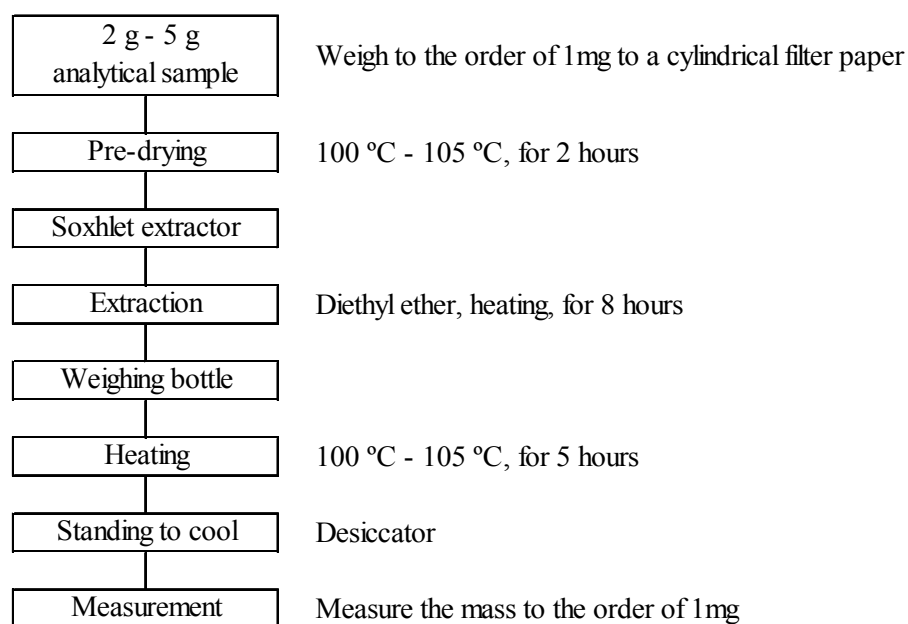 2 g - 5 g
analytical sample
Weigh to the order of 1mg to a cylindrical filter paper
Pre-drying
100 ºC - 105 ºC, for 2 hours
Soxhlet extractor
Extraction
Diethyl ether, heating, for 8 hours
Weighing bottle
Heating
100 ºC - 105 ºC, for 5 hours
Standing to cool
Desiccator
Measurement
Measure the mass to the order of 1mg